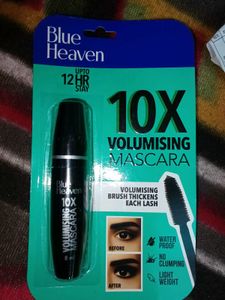 Blue
Heaven
UPTO
12 HR
STAY
10X
VOLUMISING
MASCARA
VOLUMISING
BRUSH THICKENS
EACH LASH
Blue
Heaven
10X
VOLUMISING
MASCARA
BEFORE
AFTER
WATER
PROOF
NO
CLUMPING
LIGHT
WEIGHT